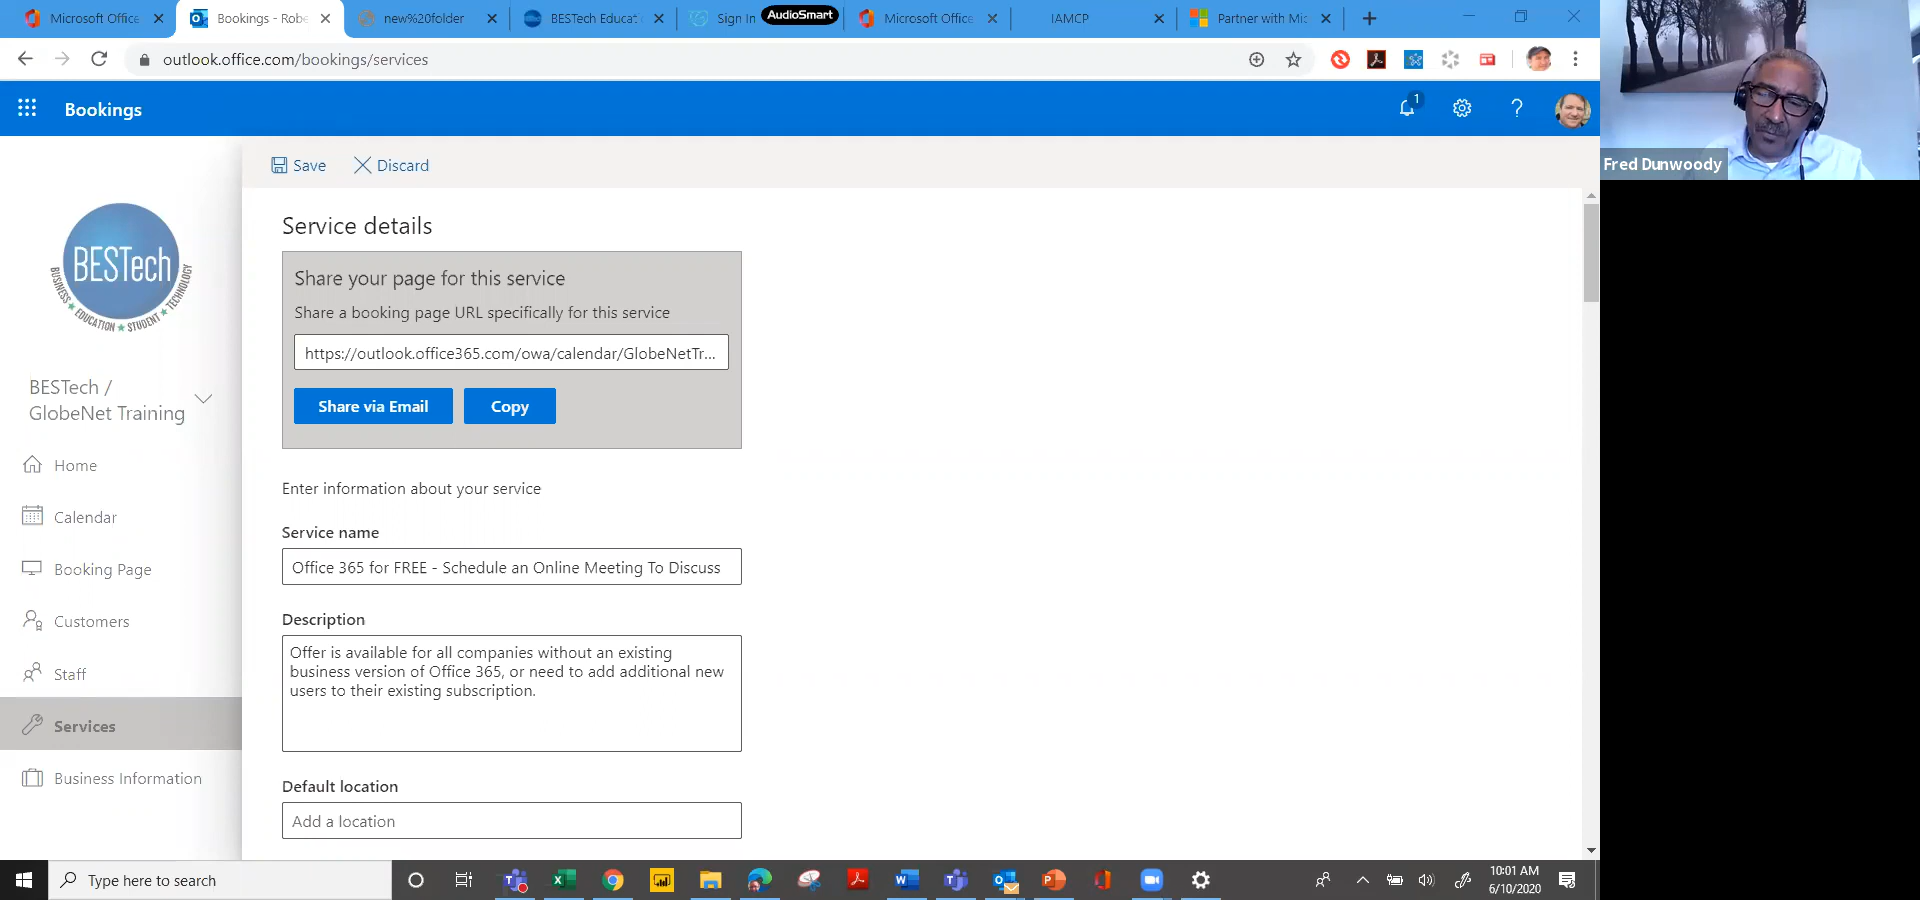 Microsoft Office
Bookings - Robe
new%20folder
BESTech Educat
Sign In
AudioSmart
Microsoft Office
IAMCP
Partner with Mic
outlook.office.com/bookings/services
Bookings
1
Fred Dunwoody
Save
Discard
BESTech
BUSINESS ★ EDUCATION ★ STUDENT ★ TECHNOLOGY
BESTech /
GlobeNet Training
Home
Calendar
Booking Page
Customers
Staff
Services
Business Information
Service details
Share your page for this service
Share a booking page URL specifically for this service
https://outlook.office365.com/owa/calendar/GlobeNetTr...
Share via Email
Copy
Enter information about your service
Service name
Office 365 for FREE - Schedule an Online Meeting To Discuss
Description
Offer is available for all companies without an existing
business version of Office 365, or need to add additional new
users to their existing subscription.
Default location
Add a location
Type here to search
10:01 AM
6/10/2020